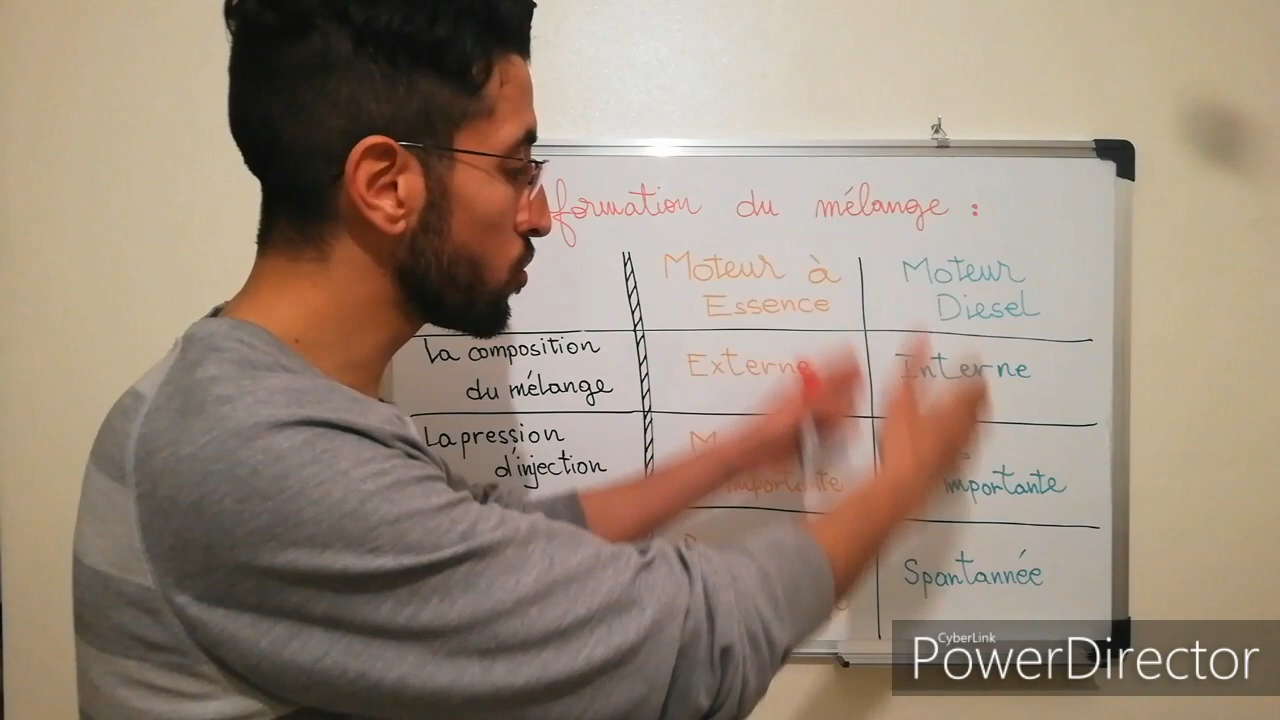 formation du mélange :
Moteur à
Essence
Moteur
Diesel
La composition
du mélange
Externe
Interne
La pression
d'injection
importante
importante
Spantannée
CyberLink
PowerDirector